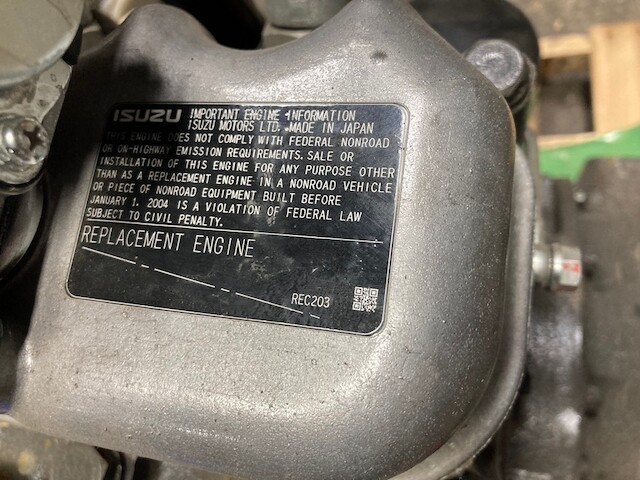 ISUZU IMPORTANT ENGINE INFORMATION
ISUZU MOTORS LTD. MADE IN JAPAN
THIS ENGINE DOES NOT COMPLY WITH FEDERAL NONROAD
OR ON-HIGHWAY EMISSION REQUIREMENTS. SALE OR
INSTALLATION OF THIS ENGINE FOR ANY PURPOSE OTHER
THAN AS A REPLACEMENT ENGINE IN A NONROAD VEHICLE
OR PIECE OF NONROAD EQUIPMENT BUILT BEFORE
JANUARY 1. 2004 IS A VIOLATION OF FEDERAL LAW
SUBJECT TO CIVIL PENALTY.
REPLACEMENT ENGINE
REC203